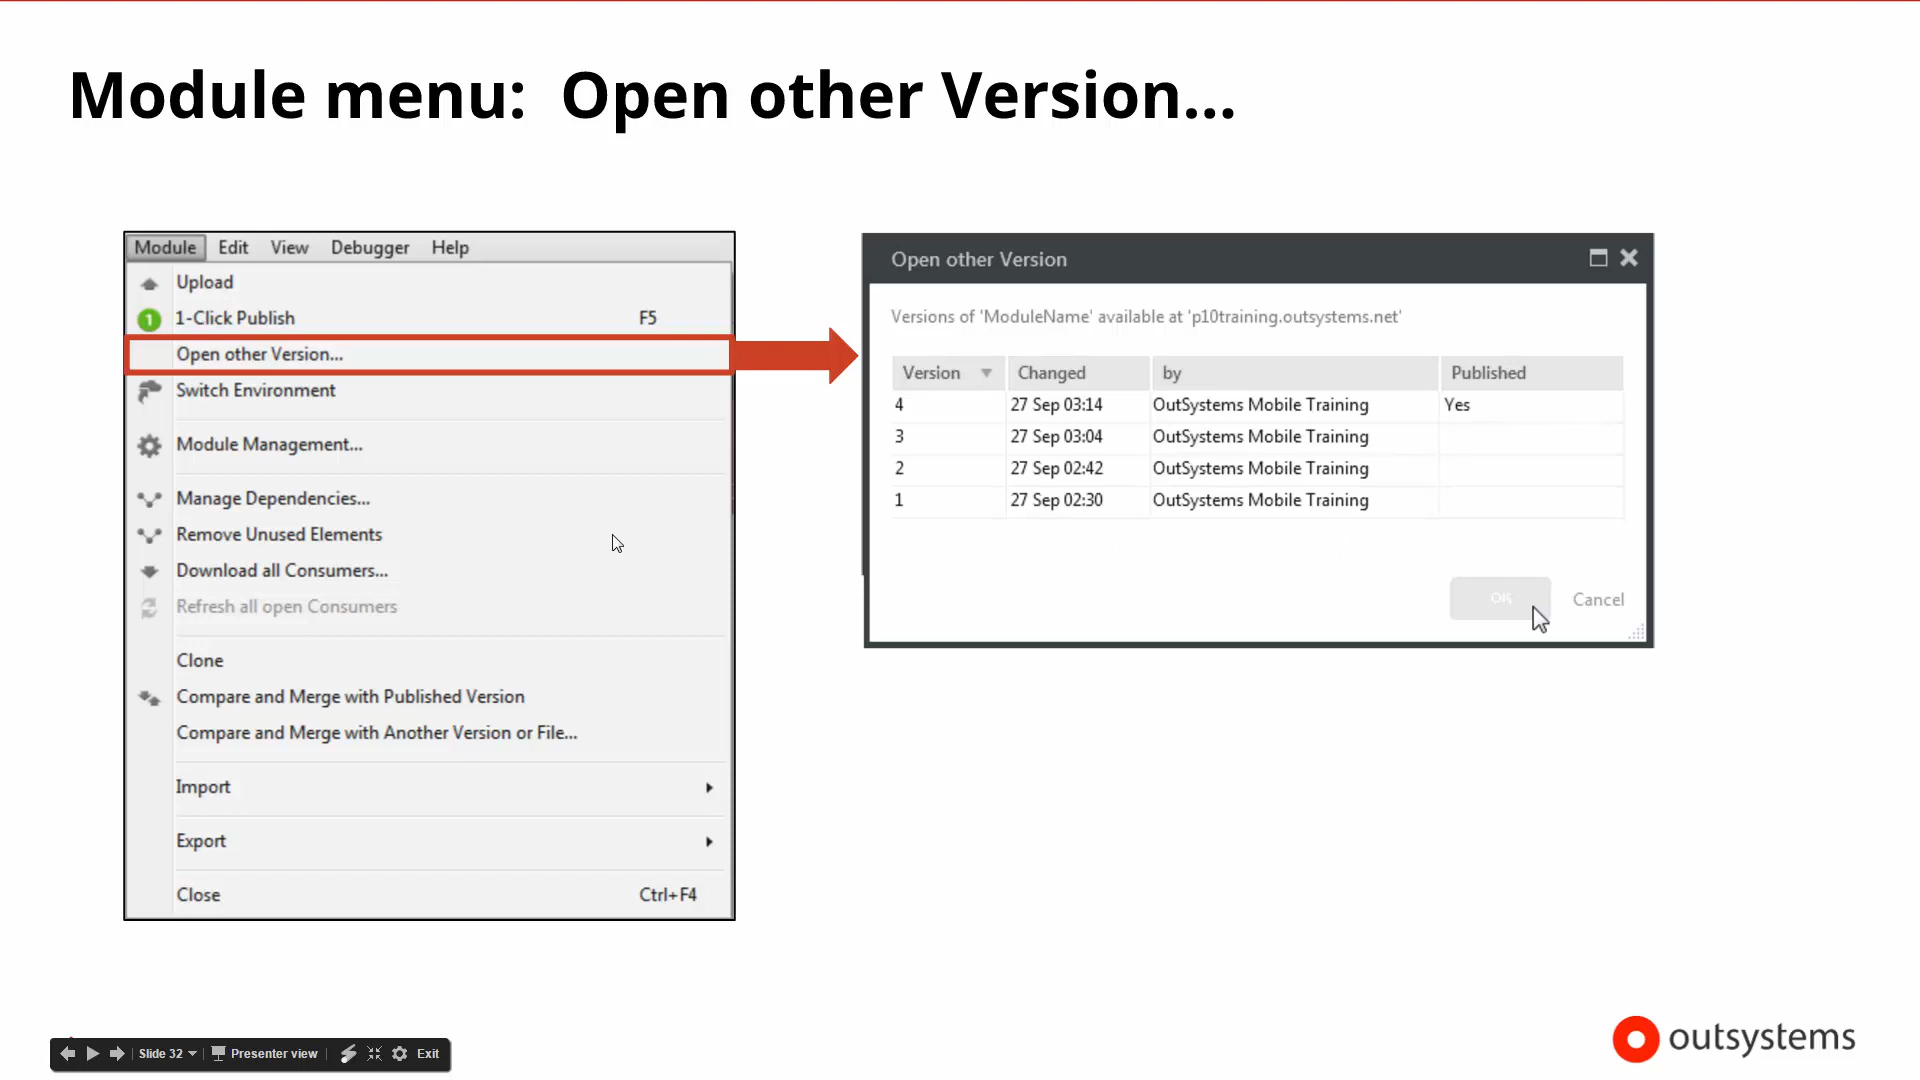 Module menu:  Open other Version...
Module Edit View Debugger Help
Upload
1 1-Click Publish F5
Open other Version...
Switch Environment
Module Management...
Manage Dependencies...
Remove Unused Elements
Download all Consumers...
Refresh all open Consumers
Clone
Compare and Merge with Published Version
Compare and Merge with Another Version or File...
Import
Export
Close Ctrl+F4
Open other Version
Versions of 'ModuleName' available at 'p10training.outsystems.net'
Version Changed by Published
4 27 Sep 03:14 OutSystems Mobile Training Yes
3 27 Sep 03:04 OutSystems Mobile Training
2 27 Sep 02:42 OutSystems Mobile Training
1 27 Sep 02:30 OutSystems Mobile Training
OK Cancel
Slide 32 Presenter view Exit
outsystems